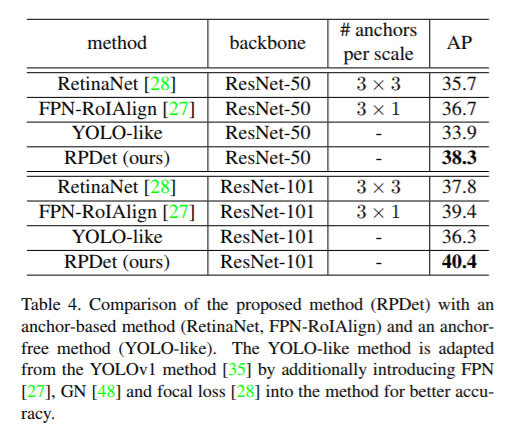 method backbone # anchors per scale AP
RetinaNet [28] ResNet-50 3 × 3 35.7
FPN-RoIAlign [27] ResNet-50 3 × 1 36.7
YOLO-like ResNet-50 - 33.9
RPDet (ours) ResNet-50 - 38.3
RetinaNet [28] ResNet-101 3 × 3 37.8
FPN-RoIAlign [27] ResNet-101 3 × 1 39.4
YOLO-like ResNet-101 - 36.3
RPDet (ours) ResNet-101 - 40.4
Table 4. Comparison of the proposed method (RPDet) with an
anchor-based method (RetinaNet, FPN-RoIAlign) and an anchor-
free method (YOLO-like). The YOLO-like method is adapted
from the YOLOv1 method [35] by additionally introducing FPN
[27], GN [48] and focal loss [28] into the method for better accu-
racy.